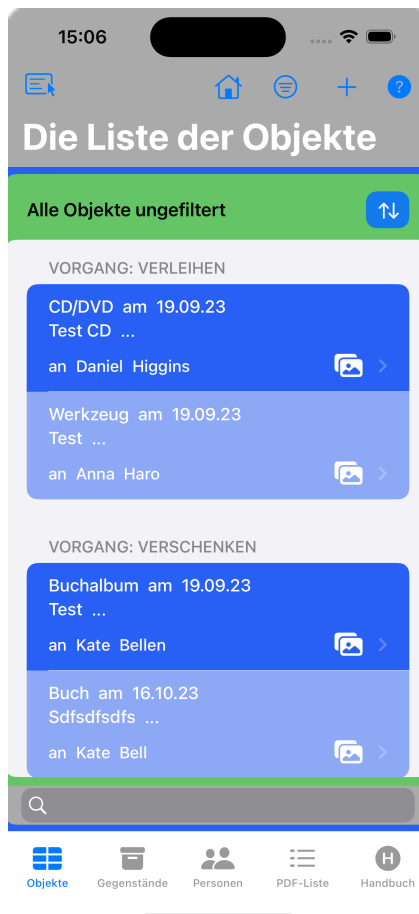 15:06
?
Die Liste der Objekte
Alle Objekte ungefiltert
VORGANG: VERLEIHEN
CD/DVD am 19.09.23
Test CD ...
an Daniel Higgins
Werkzeug am 19.09.23
Test ...
an Anna Haro
VORGANG: VERSCHENKEN
Buchalbum am 19.09.23
Test ...
an Kate Bellen
Buch am 16.10.23
Sdfsdfsdfs ...
an Kate Bell
H
Objekte Gegenstände Personen PDF-Liste Handbuch